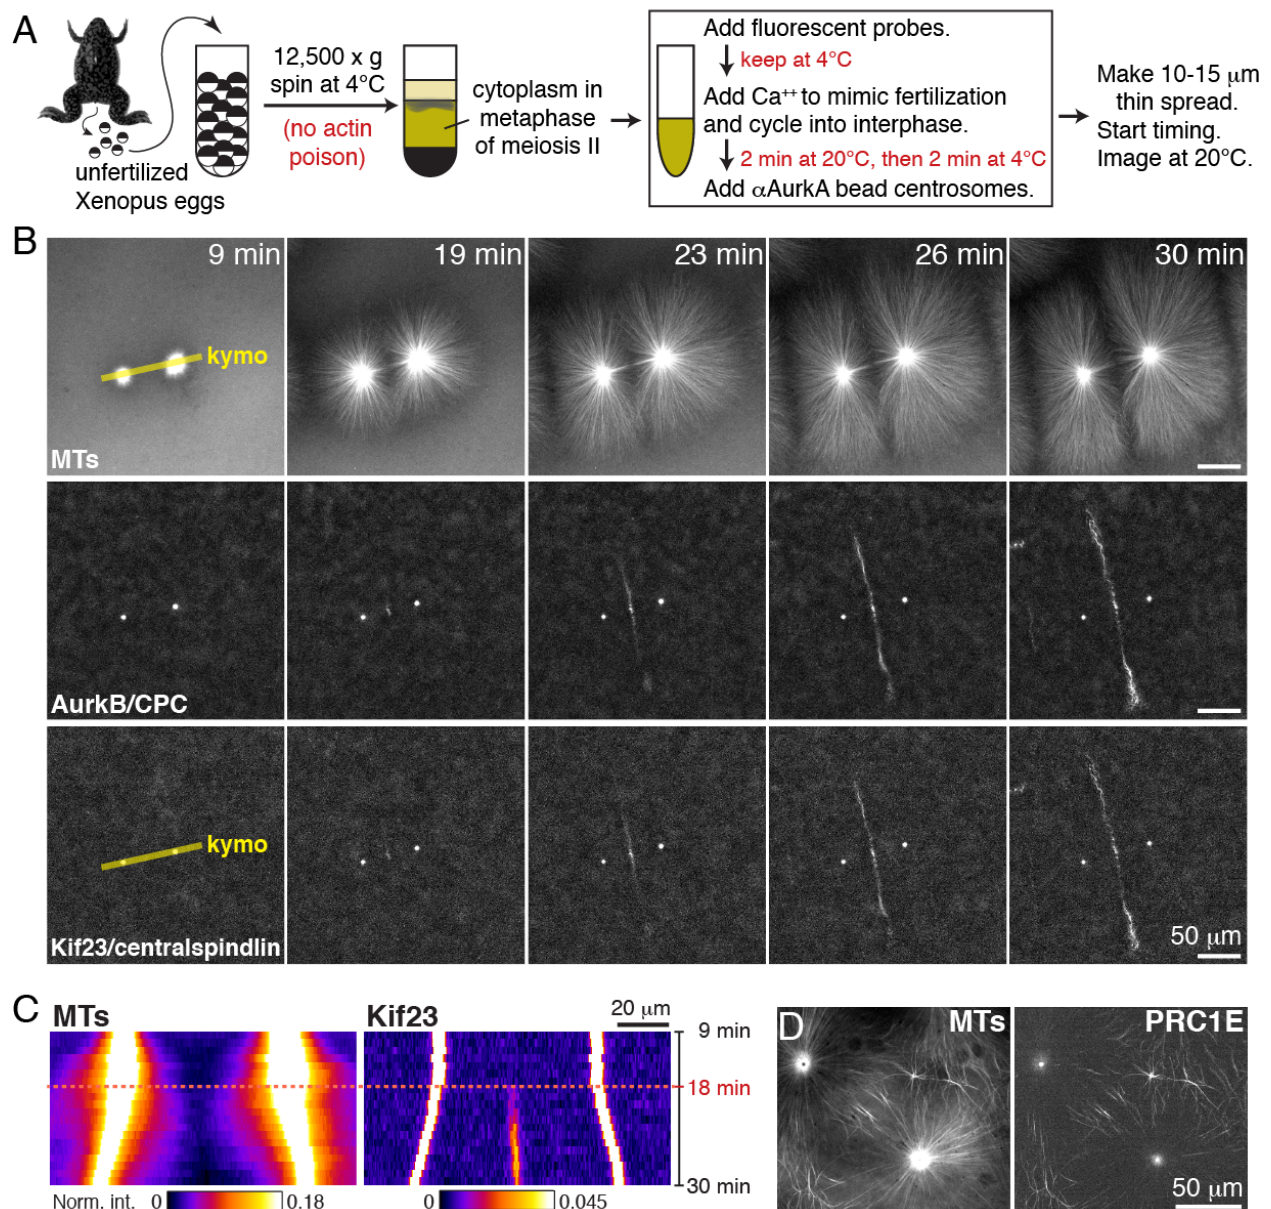 A
unfertilized
Xenopus eggs
12,500 x g
spin at 4°C
(no actin
poison)
cytoplasm in
metaphase
of meiosis II
Add fluorescent probes.
keep at 4°C
Add Ca⁺⁺ to mimic fertilization
and cycle into interphase.
2 min at 20°C, then 2 min at 4°C
Add αAurkA bead centrosomes.
Make 10-15 μm
thin spread.
Start timing.
Image at 20°C.
B
9 min
19 min
23 min
26 min
30 min
kymo
MTs
AurkB/CPC
kymo
Kif23/centralspindlin
50 μm
C
MTs
Kif23
20 μm
9 min
18 min
30 min
Norm. int.
0
0.18
0
0.045
D
MTs
PRC1E
50 μm